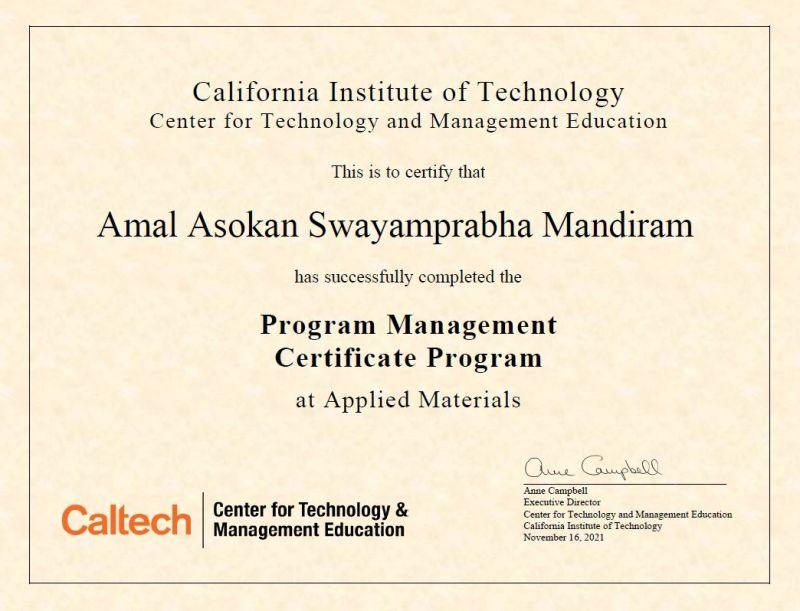 California Institute of Technology
Center for Technology and Management Education
This is to certify that
Amal Asokan Swayamprabha Mandiram
has successfully completed the
Program Management
Certificate Program
at Applied Materials
Anne Campbell
Anne Campbell
Executive Director
Center for Technology and Management Education
California Institute of Technology
November 16, 2021
Caltech
Center for Technology &
Management Education